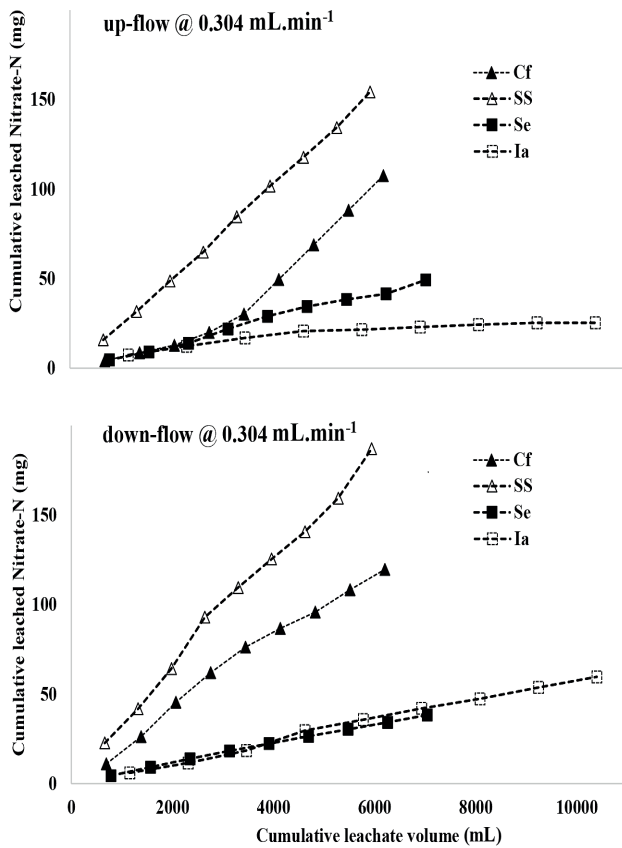 up-flow @ 0.304 mL.min-1
Cumulative leached Nitrate-N (mg)
150
100
50
0
Cf
SS
Se
Ia
down-flow @ 0.304 mL.min-1
Cumulative leached Nitrate-N (mg)
150
100
50
0
Cf
SS
Se
Ia
0 2000 4000 6000 8000 10000
Cumulative leachate volume (mL)